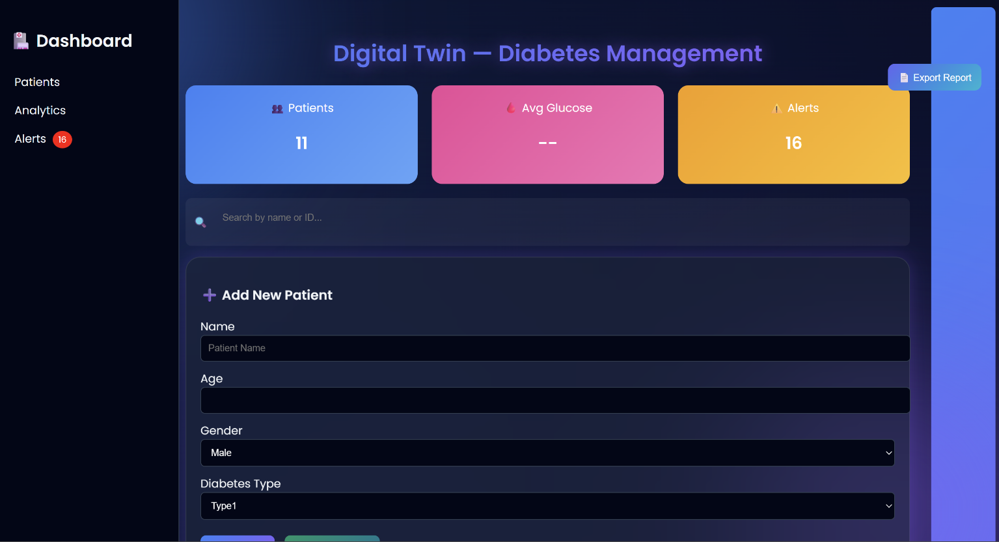 Dashboard
Patients
Analytics
Alerts 16
Digital Twin — Diabetes Management
Export Report
Patients
11
Avg Glucose
--
Alerts
16
Search by name or ID...
Add New Patient
Name
Patient Name
Age
Gender
Male
Diabetes Type
Type1